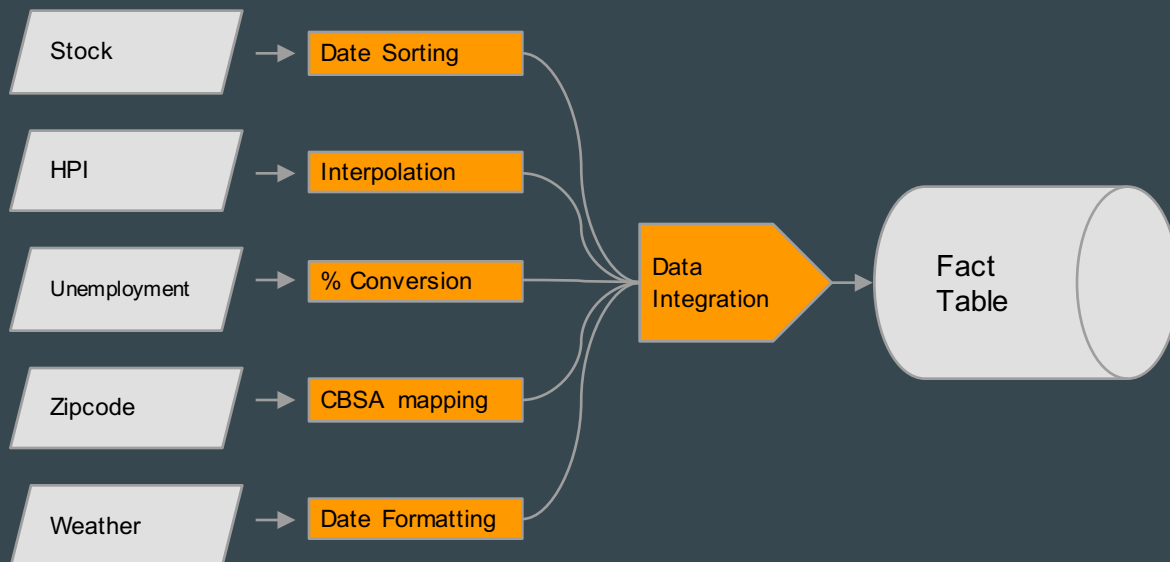 Stock
Date Sorting
HPI
Interpolation
Unemployment
% Conversion
Zipcode
CBSA mapping
Weather
Date Formatting
Data
Integration
Fact
Table